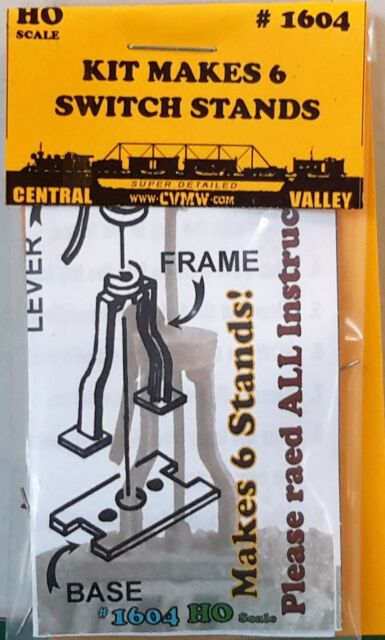 HO
SCALE
# 1604
KIT MAKES 6
SWITCH STANDS
SUPER DETAILED
CENTRAL
WWW.CVMW.COM
VALLEY
LEVER
FRAME
BASE
Makes 6 Stands!
Please raed ALL Instruc
# 1604 HO Scale